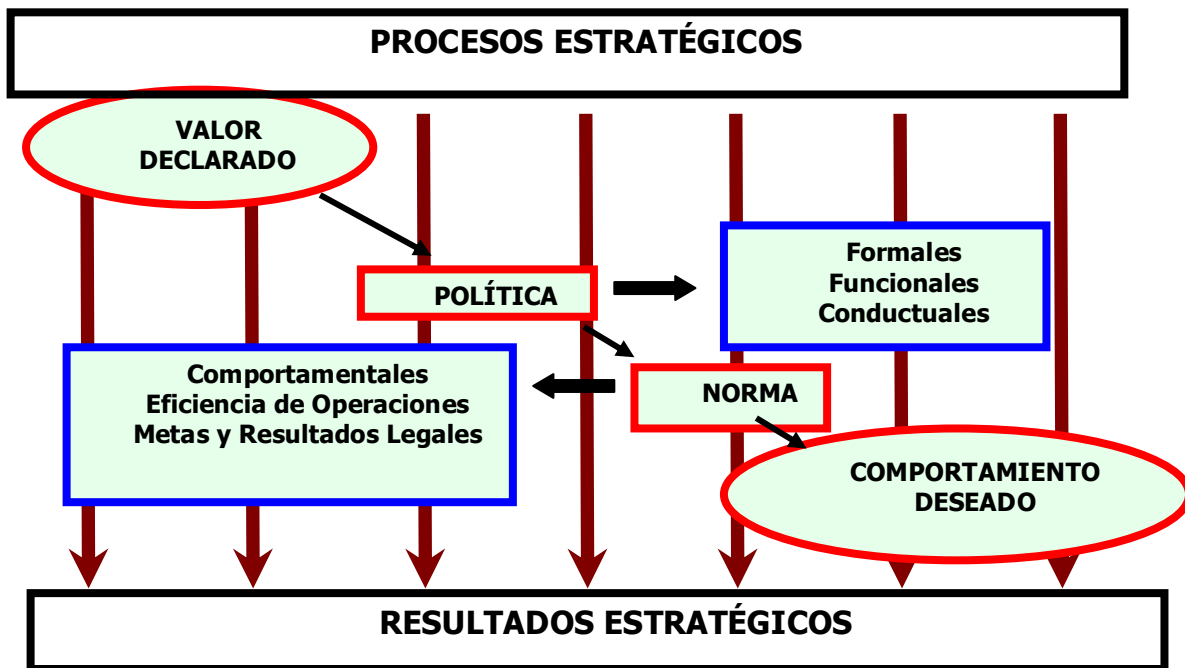 PROCESOS ESTRATÉGICOS
VALOR
DECLARADO
POLÍTICA
Formales
Funcionales
Conductuales
Comportamentales
Eficiencia de Operaciones
Metas y Resultados Legales
NORMA
COMPORTAMIENTO
DESEADO
RESULTADOS ESTRATÉGICOS